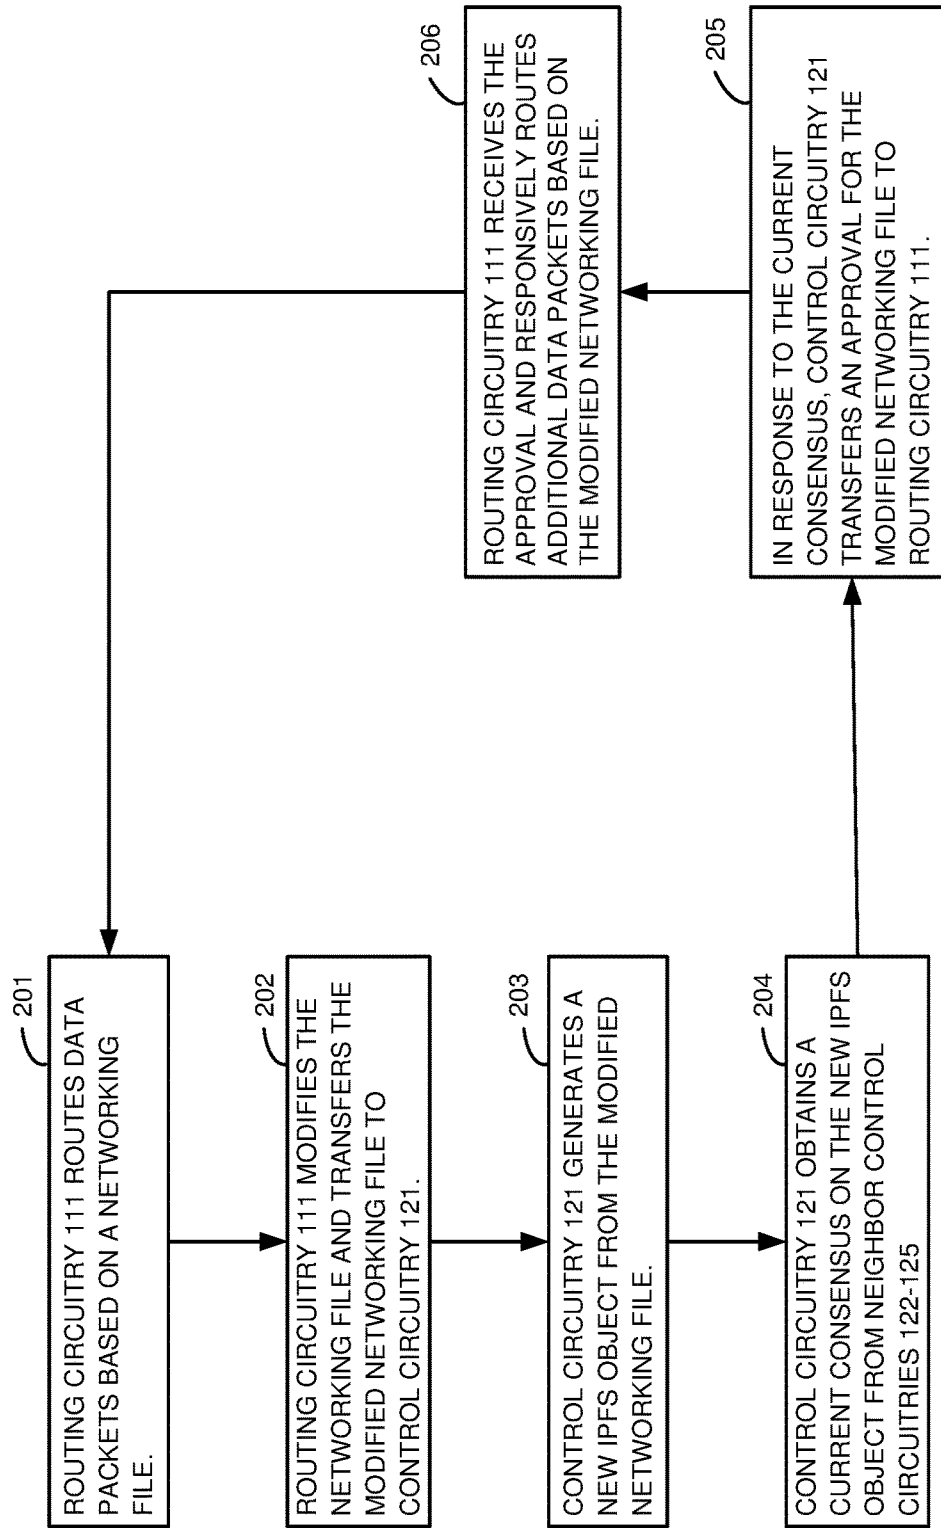 201
ROUTING CIRCUITRY 111 ROUTES DATA
PACKETS BASED ON A NETWORKING
FILE.
202
ROUTING CIRCUITRY 111 MODIFIES THE
NETWORKING FILE AND TRANSFERS THE
MODIFIED NETWORKING FILE TO
CONTROL CIRCUITRY 121.
203
CONTROL CIRCUITRY 121 GENERATES A
NEW IPFS OBJECT FROM THE MODIFIED
NETWORKING FILE.
204
CONTROL CIRCUITRY 121 OBTAINS A
CURRENT CONSENSUS ON THE NEW IPFS
OBJECT FROM NEIGHBOR CONTROL
CIRCUITRIES 122-125
205
IN RESPONSE TO THE CURRENT
CONSENSUS, CONTROL CIRCUITRY 121
TRANSFERS AN APPROVAL FOR THE
MODIFIED NETWORKING FILE TO
ROUTING CIRCUITRY 111.
206
ROUTING CIRCUITRY 111 RECEIVES THE
APPROVAL AND RESPONSIVELY ROUTES
ADDITIONAL DATA PACKETS BASED ON
THE MODIFIED NETWORKING FILE.